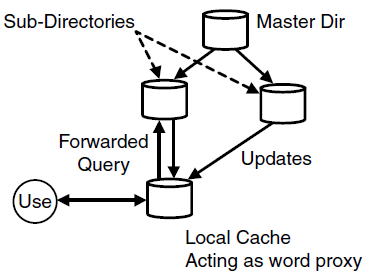 Sub-Directories
Master Dir
Forwarded
Query
Updates
Use
Local Cache
Acting as word proxy